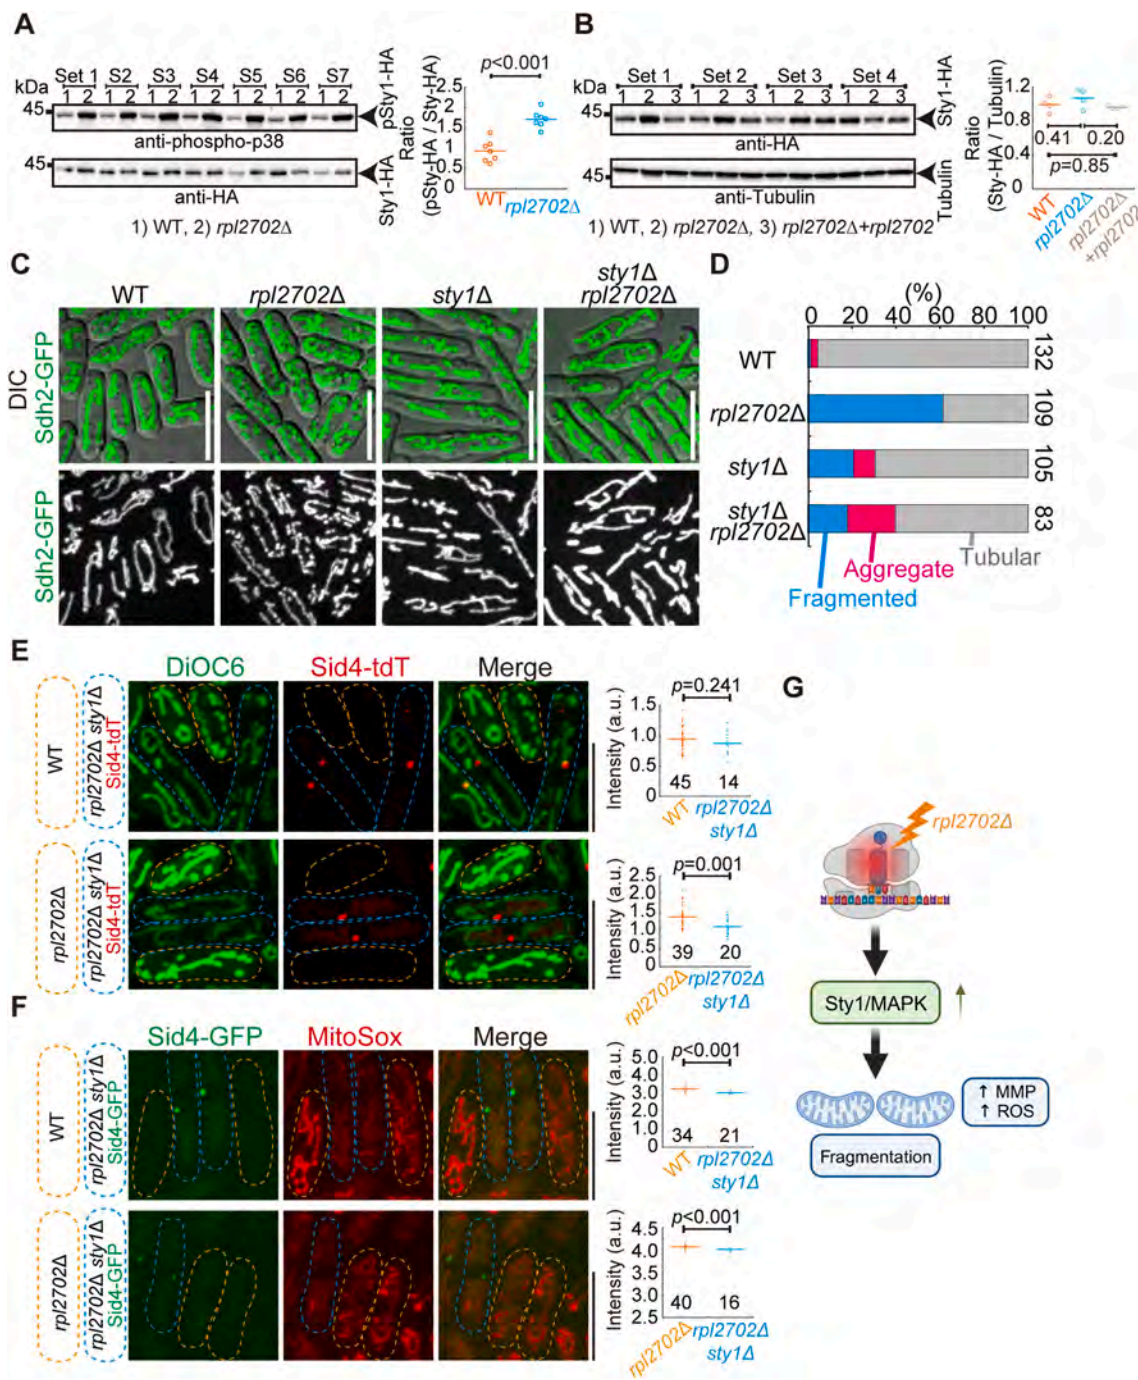 A
kDa
Set 1 S2 S3 S4 S5 S6 S7
1 2 1 2 1 2 1 2 1 2 1 2 1 2
45
anti-phospho-p38
pSty1-HA
45
anti-HA
Sty1-HA
1) WT, 2) rpl2702Δ
Ratio
(pSty-HA / Sty-HA)
p<0.001
2
1.5
1
0.5
0
WT
rpl2702Δ
B
kDa
Set 1 Set 2 Set 3 Set 4
1 2 3 1 2 3 1 2 3 1 2 3
45
anti-HA
Sty1-HA
45
anti-Tubulin
Tubulin
1) WT, 2) rpl2702Δ, 3) rpl2702Δ+rpl2702
Ratio
(Sty-HA / Tubulin)
1.2
0.8
0.4
0
0.41 0.20
p=0.85
WT
rpl2702Δ
rpl2702Δ
+rpl2702
C
WT
rpl2702Δ
sty1Δ
sty1Δ
rpl2702Δ
DIC
Sdh2-GFP
Sdh2-GFP
D
(%)
0 20 40 60 80 100
WT 132
rpl2702Δ 109
sty1Δ 105
sty1Δ
rpl2702Δ 83
Tubular
Aggregate
Fragmented
E
DiOC6 Sid4-tdT Merge
WT
rpl2702Δ sty1Δ
Sid4-tdT
Intensity (a.u.)
p=0.241
1.5
1.0
0.5
0
45 14
WT
rpl2702Δ
sty1Δ
rpl2702Δ
rpl2702Δ sty1Δ
Sid4-tdT
Intensity (a.u.)
p=0.001
2.5
2.0
1.5
1.0
0.5
0
39 20
rpl2702Δ
rpl2702Δ
sty1Δ
F
Sid4-GFP MitoSox Merge
WT
rpl2702Δ sty1Δ
Sid4-GFP
Intensity (a.u.)
p<0.001
5.0
4.0
3.0
2.0
1.0
0
34 21
WT
rpl2702Δ
sty1Δ
rpl2702Δ
rpl2702Δ sty1Δ
Sid4-GFP
Intensity (a.u.)
p<0.001
4.5
4.0
3.5
3.0
2.5
40 16
rpl2702Δ
rpl2702Δ
sty1Δ
G
rpl2702Δ
Sty1/MAPK
↑ MMP
↑ ROS
Fragmentation